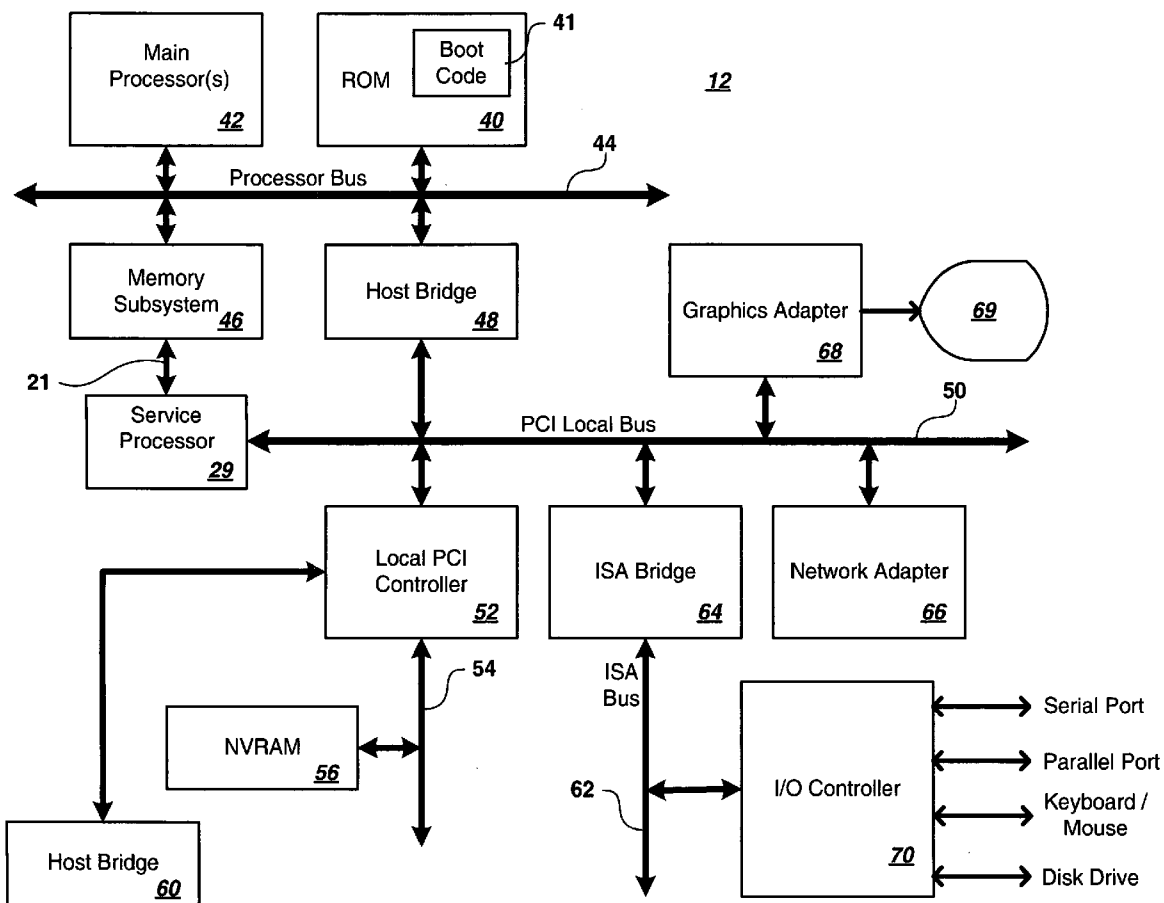 Main
Processor(s)
42
ROM
Boot
Code
41
40
12
Processor Bus
44
Memory
Subsystem
46
Host Bridge
48
Graphics Adapter
68
69
21
Service
Processor
29
PCI Local Bus
50
Local PCI
Controller
52
ISA Bridge
64
Network Adapter
66
54
ISA
Bus
NVRAM
56
62
I/O Controller
70
Serial Port
Parallel Port
Keyboard /
Mouse
Disk Drive
Host Bridge
60